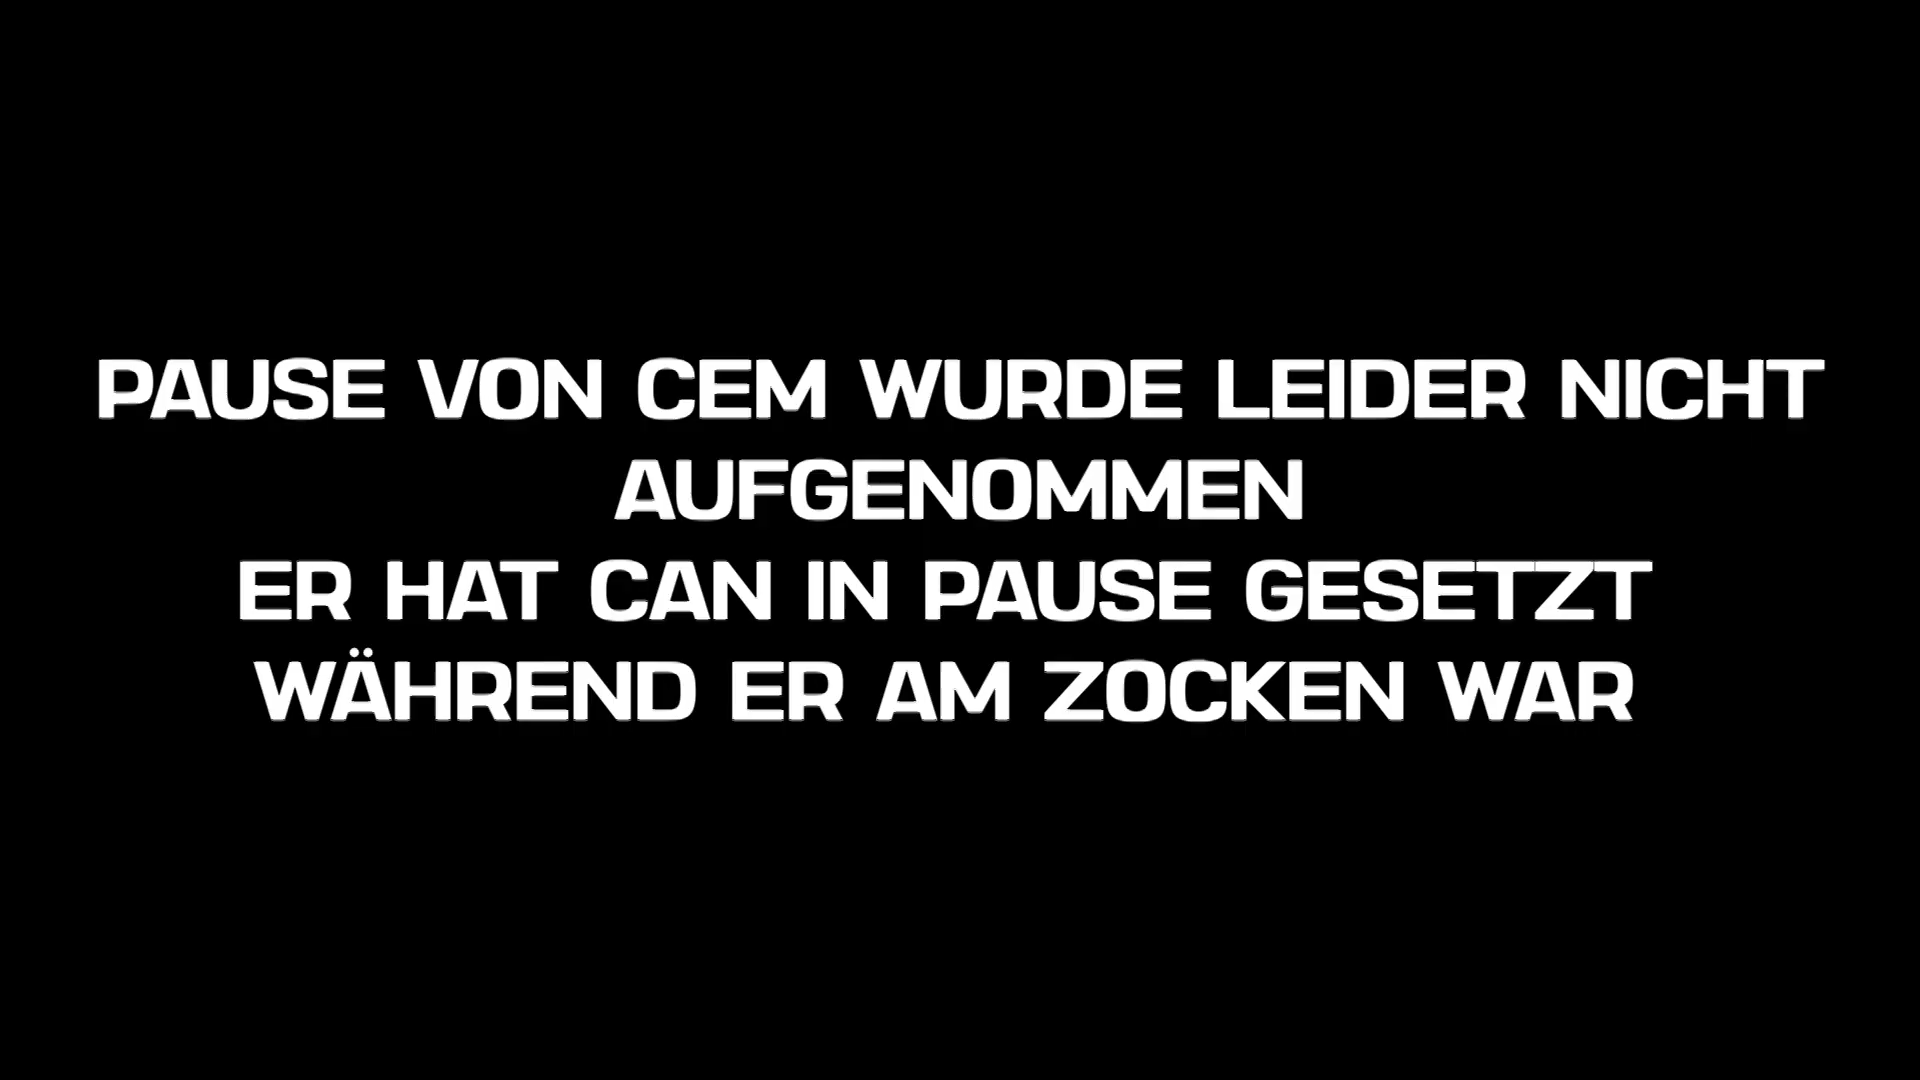 PAUSE VON CEM WURDE LEIDER NICHT
AUFGENOMMEN
ER HAT CAN IN PAUSE GESETZT
WÄHREND ER AM ZOCKEN WAR